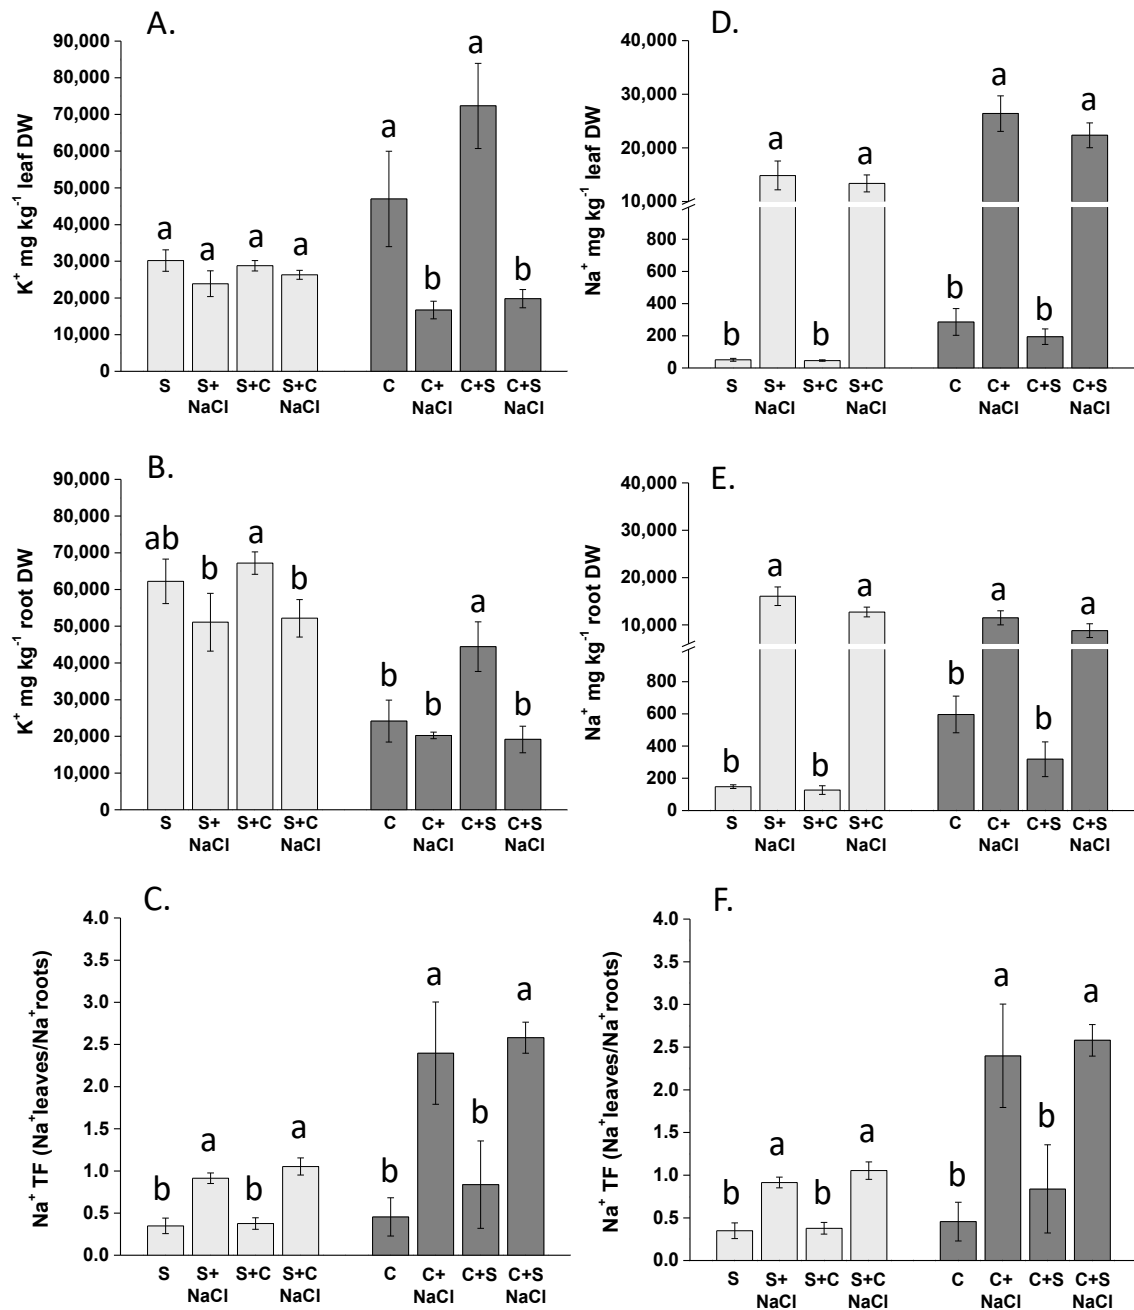 A.
K⁺ mg kg⁻¹ leaf DW
90,000
80,000
70,000
60,000
50,000
40,000
30,000
20,000
10,000
0
a a a a a b a b
S S+ S+C S+C C C+ C+S C+S
NaCl NaCl NaCl NaCl
D.
Na⁺ mg kg⁻¹ leaf DW
40,000
30,000
20,000
10,000
800
600
400
200
0
b a b a b a b a
S S+ S+C S+C C C+ C+S C+S
NaCl NaCl NaCl NaCl
B.
K⁺ mg kg⁻¹ root DW
90,000
80,000
70,000
60,000
50,000
40,000
30,000
20,000
10,000
0
ab b a b b b a b
S S+ S+C S+C C C+ C+S C+S
NaCl NaCl NaCl NaCl
E.
Na⁺ mg kg⁻¹ root DW
40,000
30,000
20,000
10,000
800
600
400
200
0
b a b a b a b a
S S+ S+C S+C C C+ C+S C+S
NaCl NaCl NaCl NaCl
C.
Na⁺ TF (Na⁺leaves/Na⁺roots)
4.0
3.5
3.0
2.5
2.0
1.5
1.0
0.5
0.0
b a b a b a b a
S S+ S+C S+C C C+ C+S C+S
NaCl NaCl NaCl NaCl
F.
Na⁺ TF (Na⁺leaves/Na⁺roots)
4.0
3.5
3.0
2.5
2.0
1.5
1.0
0.5
0.0
b a b a b a b a
S S+ S+C S+C C C+ C+S C+S
NaCl NaCl NaCl NaCl